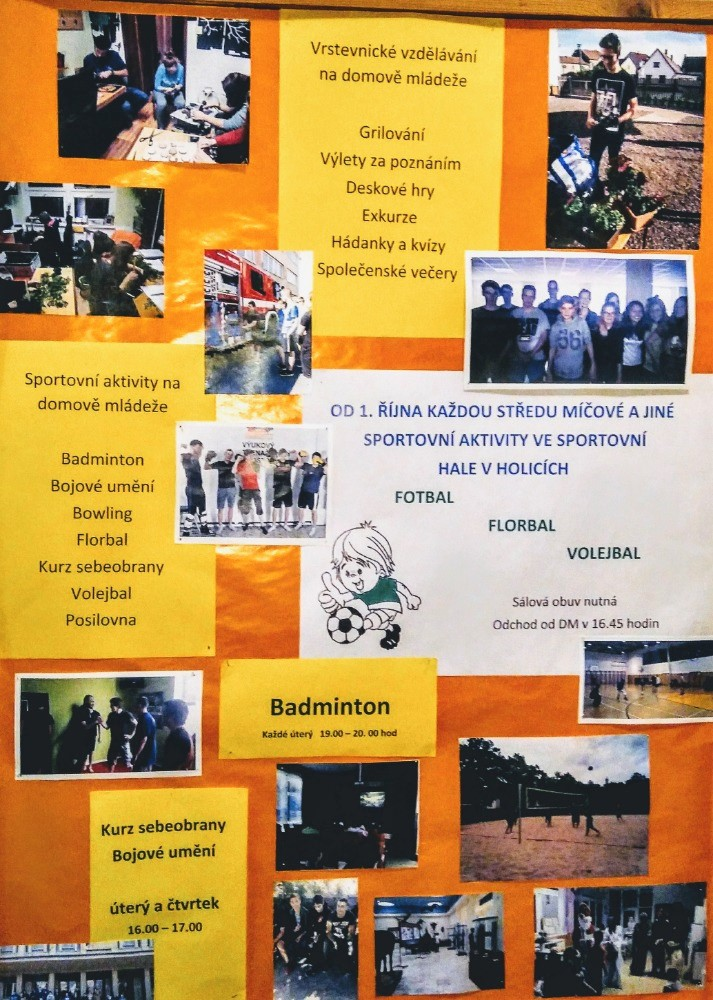 Vrstevnické vzdělávání
na domově mládeže
Grilování
Výlety za poznáním
Deskové hry
Exkurze
Hádanky a kvízy
Společenské večery
Sportovní aktivity na
domově mládeže
Badminton
Bojové umění
Bowling
Florbal
Kurz sebeobrany
Volejbal
Posilovna
OD 1. ŘÍJNA KAŽDOU STŘEDU MÍČOVÉ A JINÉ
SPORTOVNÍ AKTIVITY VE SPORTOVNÍ
HALE V HOLICÍCH
FOTBAL
FLORBAL
VOLEJBAL
Sálová obuv nutná
Odchod od DM v 16.45 hodin
VÝUKOVÝ
Badminton
Každé úterý 19.00 – 20. 00 hod
Kurz sebeobrany
Bojové umění
úterý a čtvrtek
16.00 – 17.00